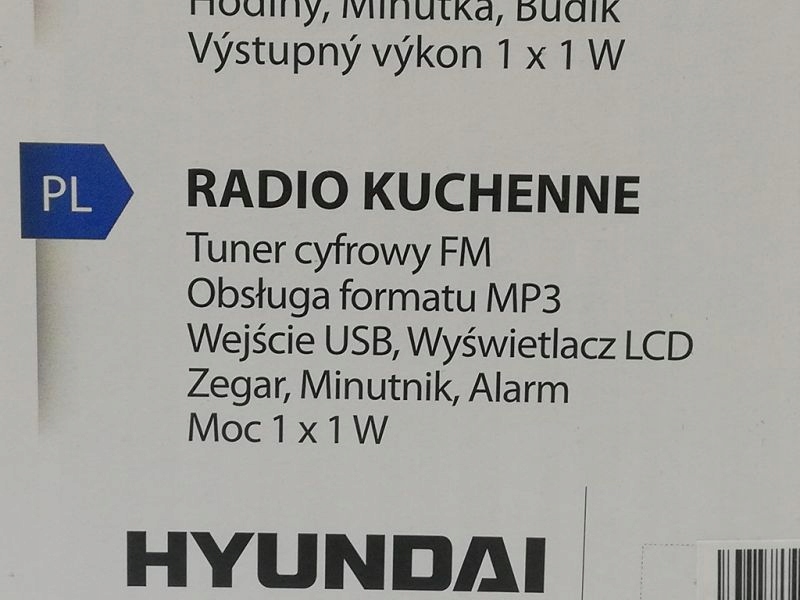 Hodiny, Minútka, Budík
Výstupný výkon 1 x 1 W
PL
RADIO KUCHENNE
Tuner cyfrowy FM
Obsługa formatu MP3
Wejście USB, Wyświetlacz LCD
Zegar, Minutnik, Alarm
Moc 1 x 1 W
HYUNDAI